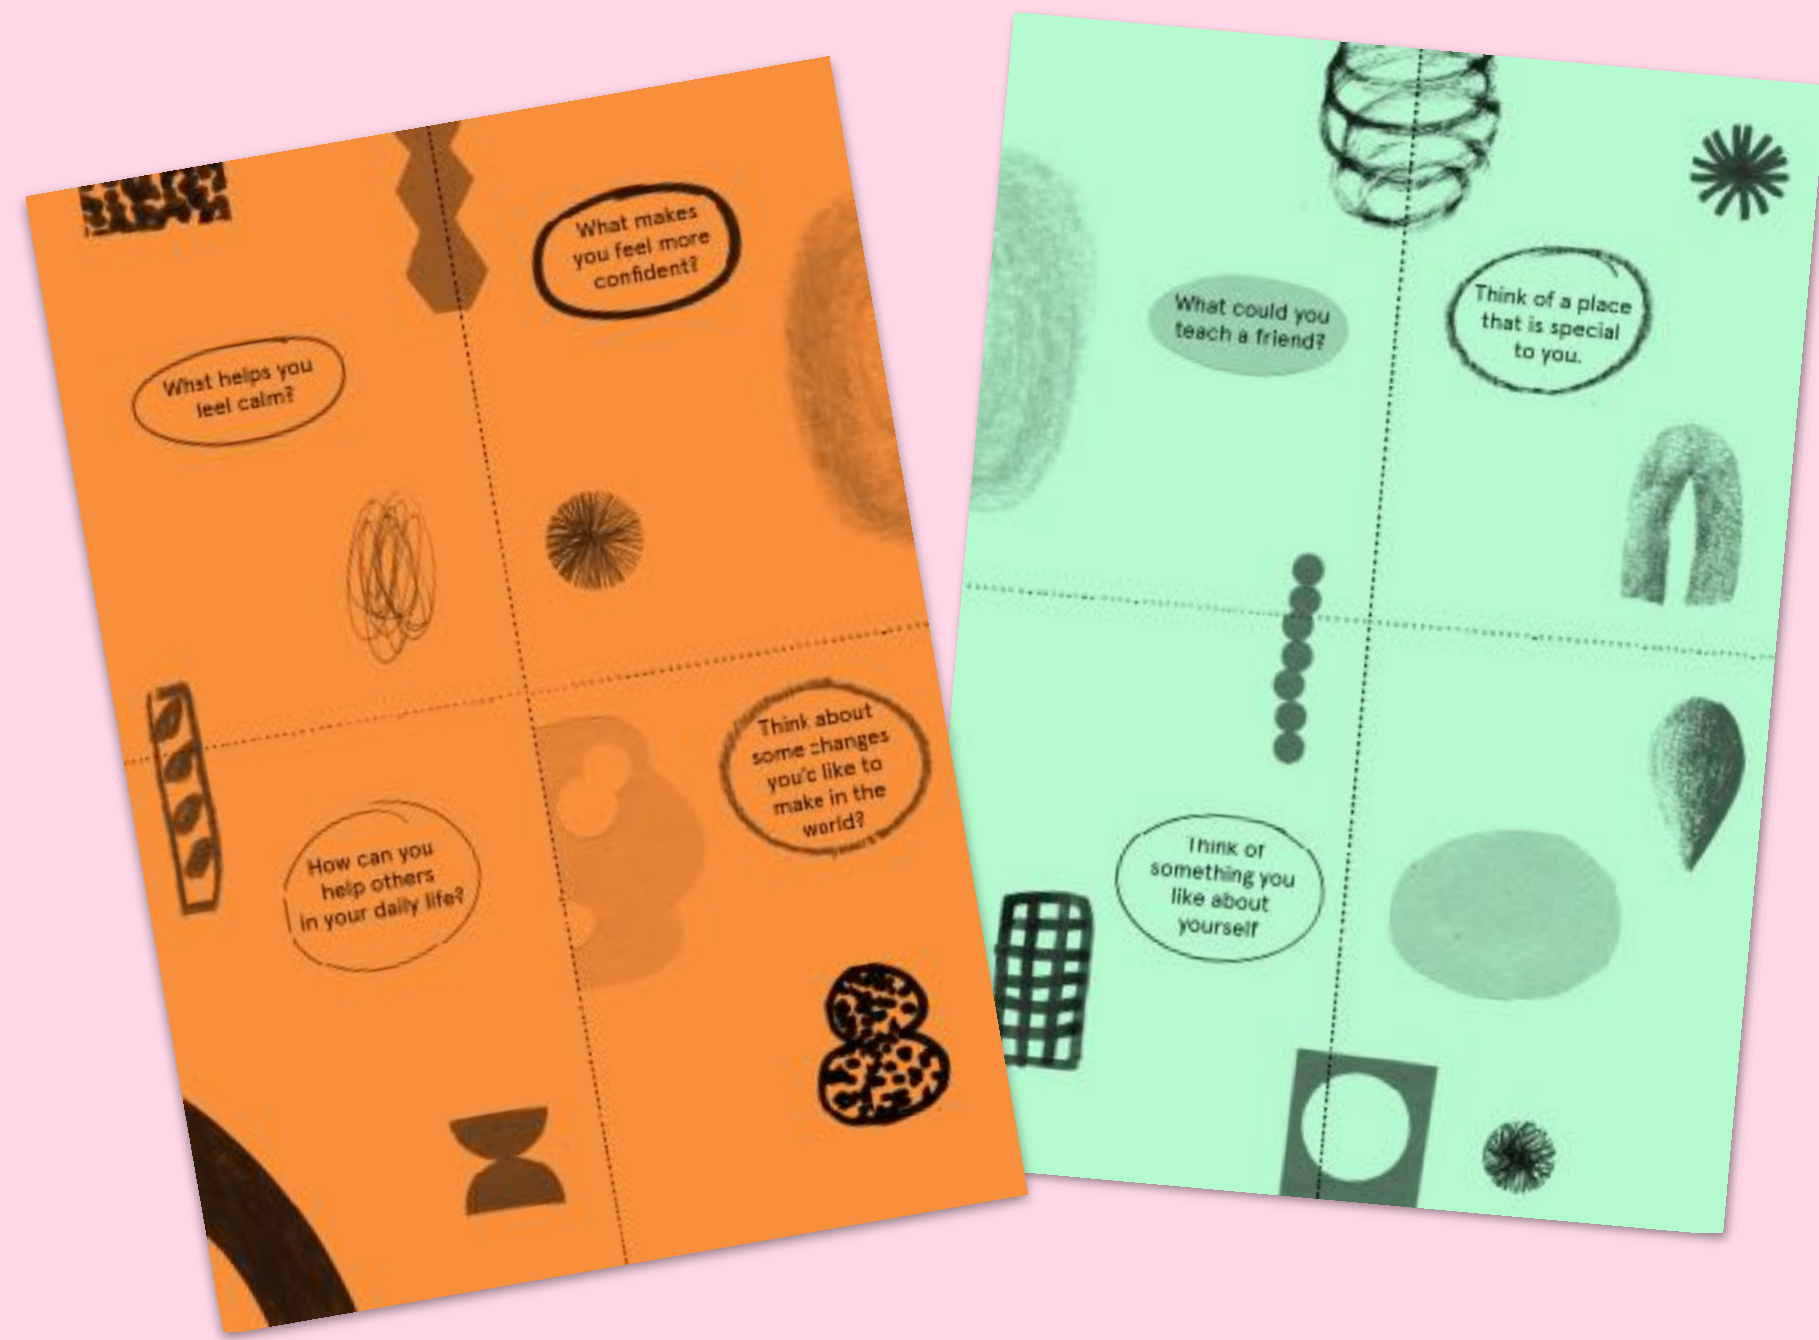 What makes
you feel more
confident?
What helps you
feel calm?
Think about
some changes
you'd like to
make in the
world?
How can you
help others
in your daily life?
What could you
teach a friend?
Think of a place
that is special
to you.
Think of
something you
like about
yourself